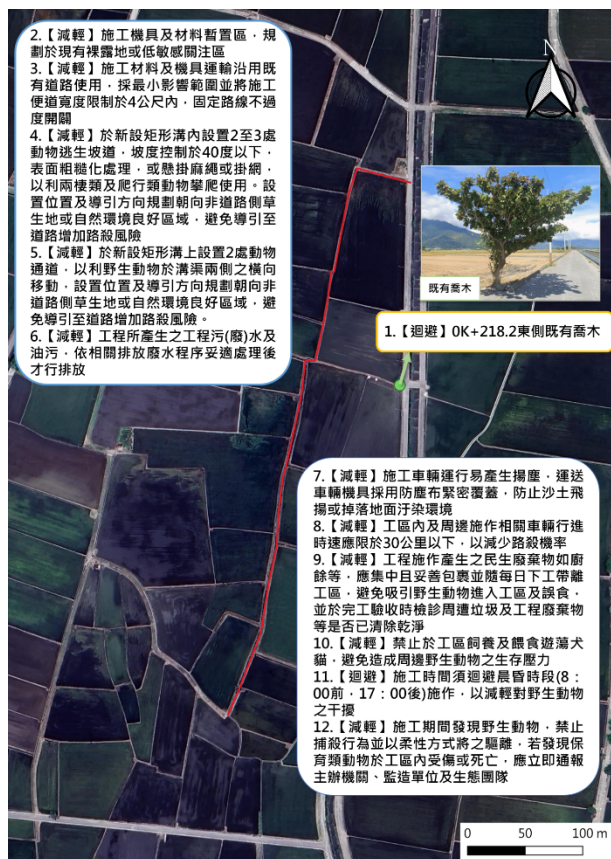 2.【減輕】施工機具及材料暫置區，規
劃於現有裸露地或低敏感關注區
3.【減輕】施工材料及機具運輸沿用既
有道路使用，採最小影響範圍並將施工
便道寬度限制於4公尺內，固定路線不過
度開闢
4.【減輕】於新設矩形溝內設置2至3處
動物逃生坡道，坡度控制於40度以下，
表面粗糙化處理，或懸掛麻繩或掛網，
以利兩棲類及爬行類動物攀爬使用。設
置位置及導引方向規劃朝向非道路側草
生地或自然環境良好區域，避免導引至
道路增加路殺風險
5.【減輕】於新設矩形溝上設置2處動物
通道，以利野生動物於溝渠兩側之橫向
移動，設置位置及導引方向規劃朝向非
道路側草生地或自然環境良好區域，避
免導引至道路增加路殺風險。
6.【減輕】工程所產生之工程污(廢)水及
油污，依相關排放廢水程序妥適處理後
才行排放
N
既有喬木
1.【迴避】0K+218.2東側既有喬木
7.【減輕】施工車輛運行易產生揚塵，運送
車輛機具採用防塵布緊密覆蓋，防止沙土飛
揚或掉落地面汙染環境
8.【減輕】工區內及周邊施作相關車輛行進
時速應限於30公里以下，以減少路殺機率
9.【減輕】工程施作產生之民生廢棄物如廚
餘等，應集中且妥善包裹並隨每日下工帶離
工區，避免吸引野生動物進入工區及誤食，
並於完工驗收時檢診周遭垃圾及工程廢棄物
等是否已清除乾淨
10.【減輕】禁止於工區飼養及餵食遊蕩犬
貓，避免造成周邊野生動物之生存壓力
11.【迴避】施工時間須迴避晨昏時段(8：
00前，17：00後)施作，以減輕對野生動物
之干擾
12.【減輕】施工期間發現野生動物，禁止
捕殺行為並以柔性方式將之驅離，若發現保
育類動物於工區內受傷或死亡，應立即通報
主辦機關、監造單位及生態團隊
0 50 100 m